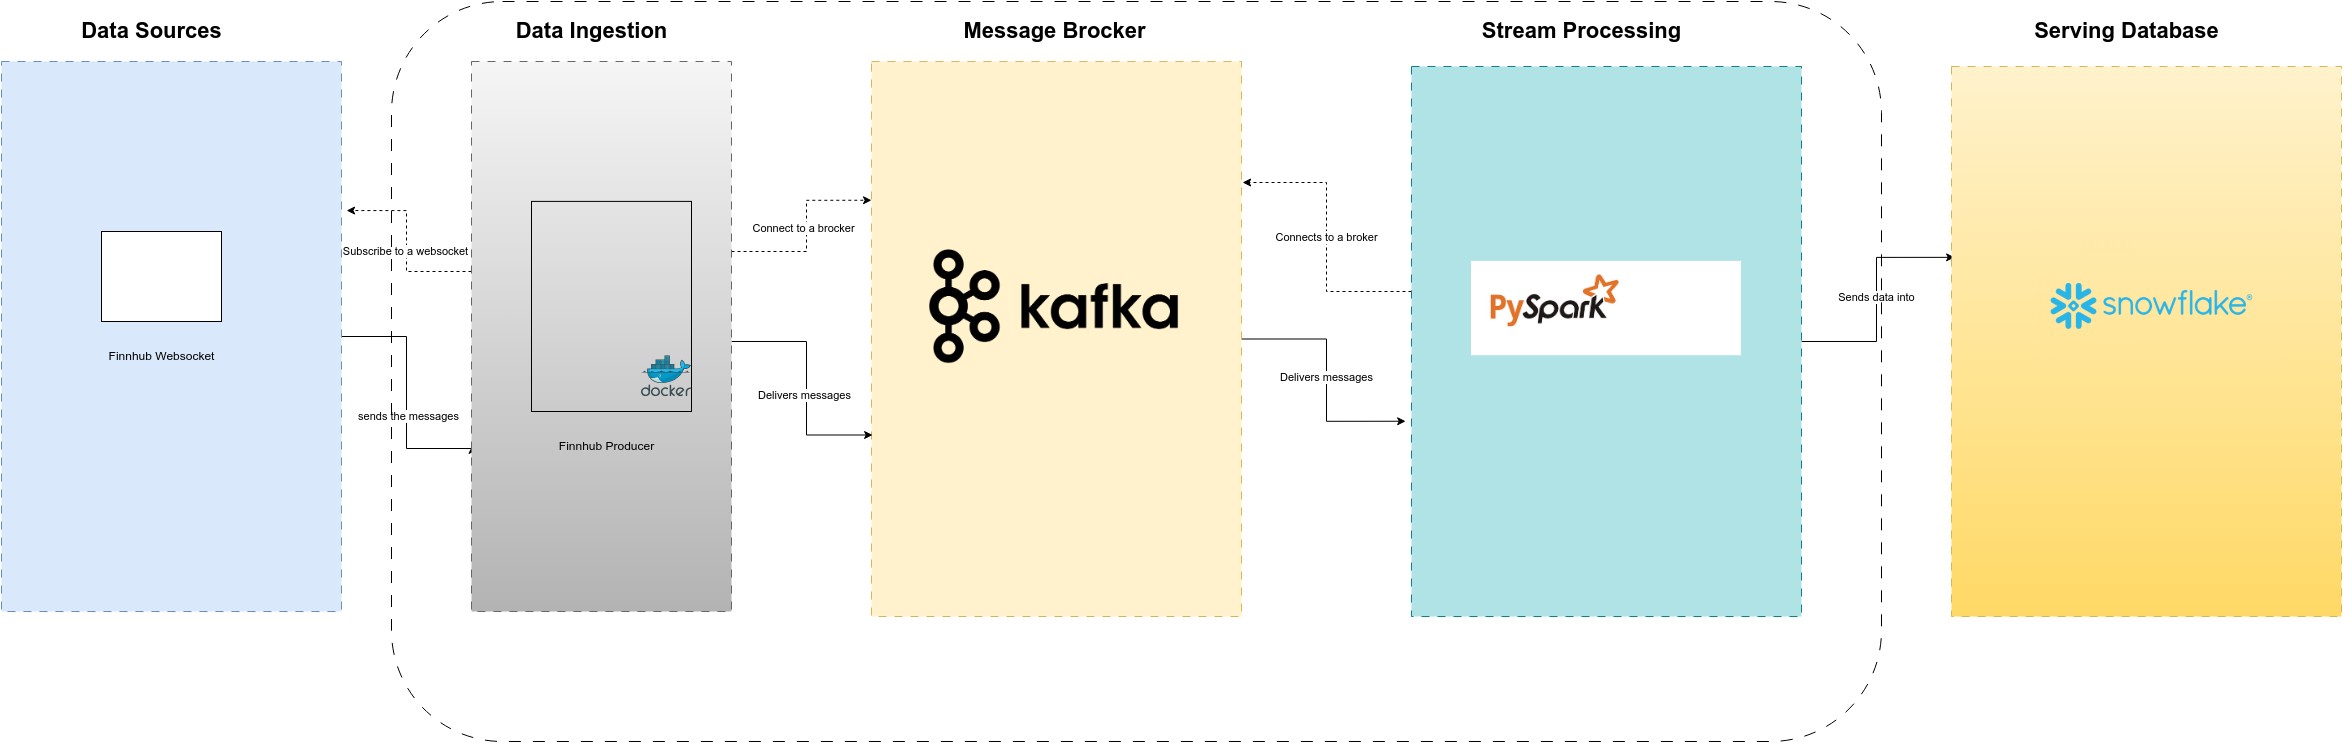 Data Sources
Data Ingestion
Message Brocker
Stream Processing
Serving Database
Subscribe to a websocket
Connect to a brocker
Connects to a broker
Sends data into
Finnhub Websocket
sends the messages
docker
Finnhub Producer
Delivers messages
kafka
Delivers messages
PySpark
snowflake®